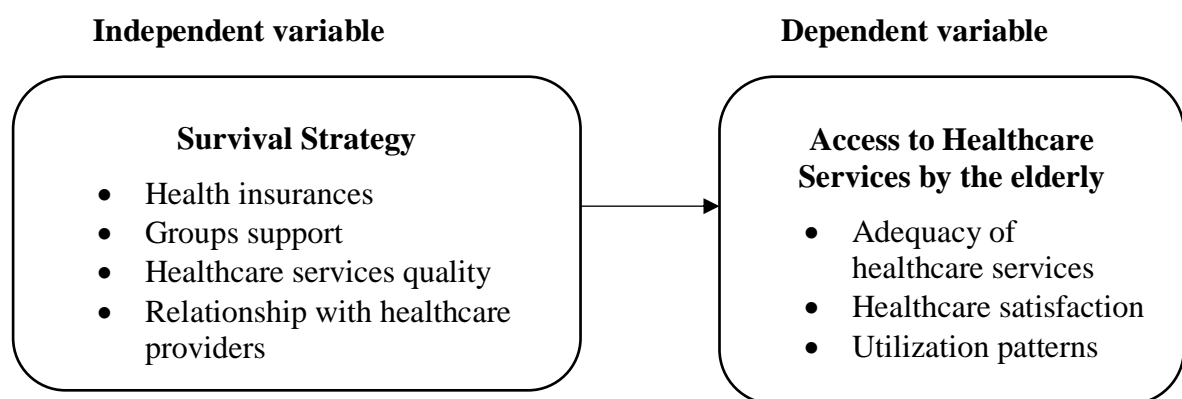 Independent variable
Dependent variable
Survival Strategy
• Health insurances
• Groups support
• Healthcare services quality
• Relationship with healthcare
providers
Access to Healthcare
Services by the elderly
• Adequacy of
healthcare services
• Healthcare satisfaction
• Utilization patterns